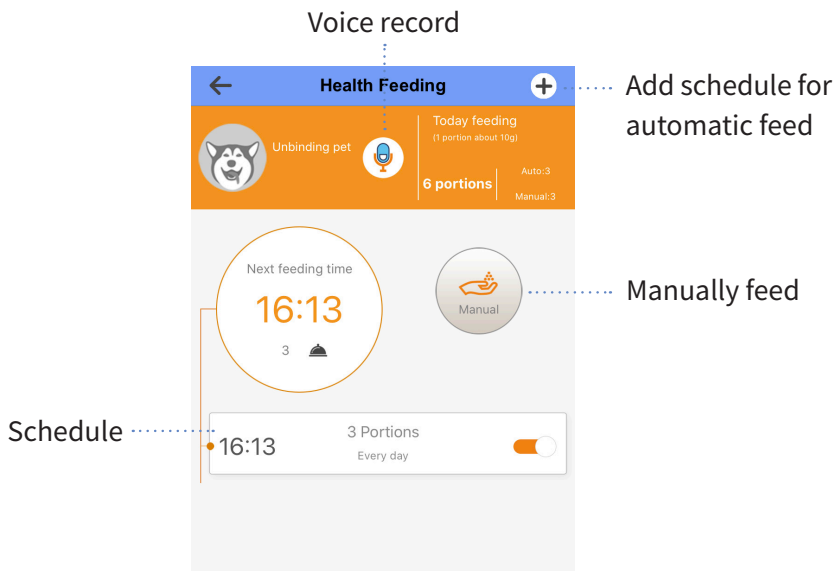 Voice record
Health Feeding
Add schedule for
automatic feed
Unbinding pet
Today feeding
(1 portion about 10g)
6 portions
Auto:3
Manual:3
Next feeding time
16:13
3
Manual
Manually feed
Schedule
16:13
3 Portions
Every day